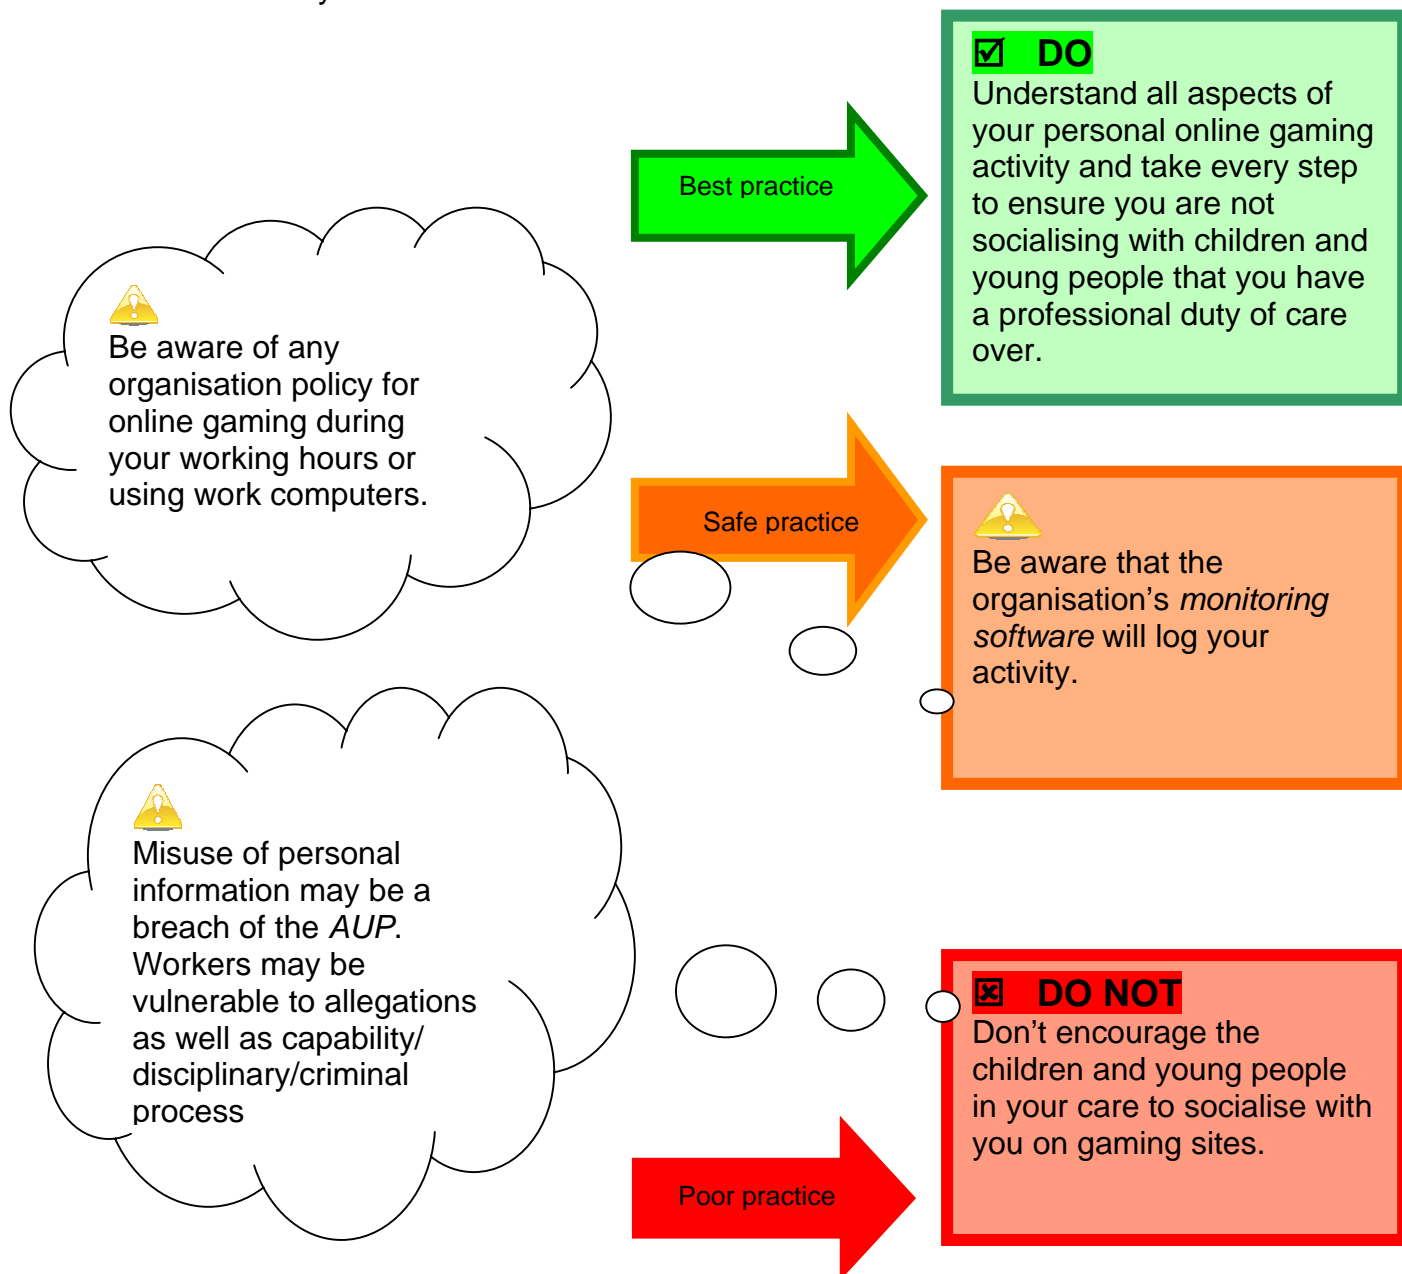 Best practice
☑ DO
Understand all aspects of
your personal online gaming
activity and take every step
to ensure you are not
socialising with children and
young people that you have
a professional duty of care
over.
Be aware of any
organisation policy for
online gaming during
your working hours or
using work computers.
Safe practice
Be aware that the
organisation’s monitoring
software will log your
activity.
Misuse of personal
information may be a
breach of the AUP.
Workers may be
vulnerable to allegations
as well as capability/
disciplinary/criminal
process
Poor practice
☒ DO NOT
Don’t encourage the
children and young people
in your care to socialise with
you on gaming sites.